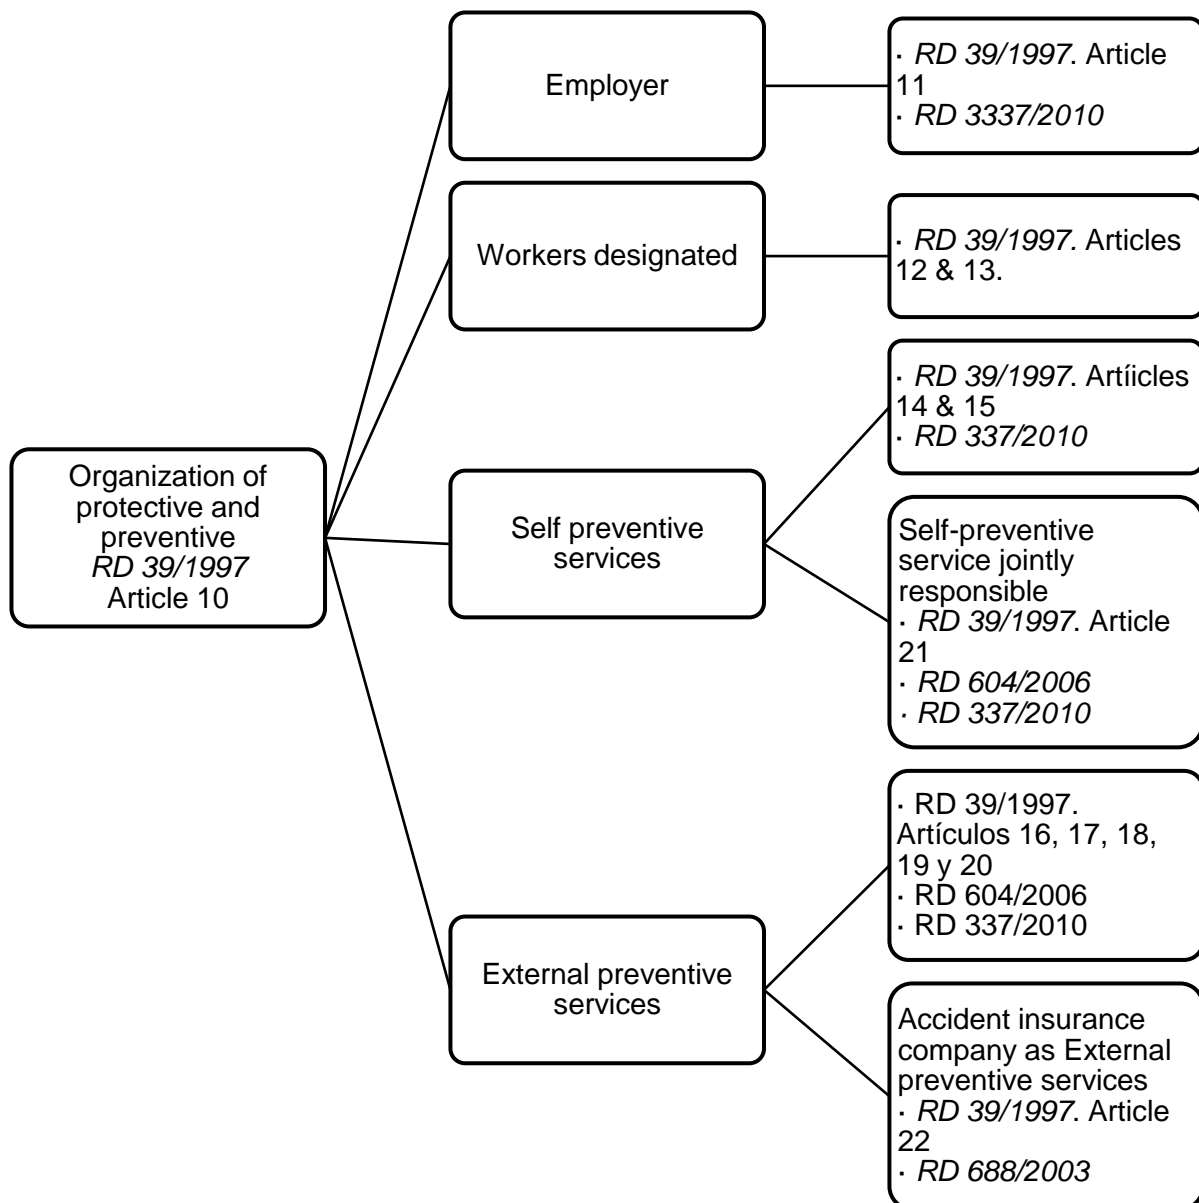 Organization of
protective and
preventive
RD 39/1997
Article 10
Employer
· RD 39/1997. Article
11
· RD 3337/2010
Workers designated
· RD 39/1997. Articles
12 & 13.
Self preventive
services
· RD 39/1997. Artíicles
14 & 15
· RD 337/2010
Self-preventive
service jointly
responsible
· RD 39/1997. Article
21
· RD 604/2006
· RD 337/2010
External preventive
services
· RD 39/1997.
Artículos 16, 17, 18,
19 y 20
· RD 604/2006
· RD 337/2010
Accident insurance
company as External
preventive services
· RD 39/1997. Article
22
· RD 688/2003